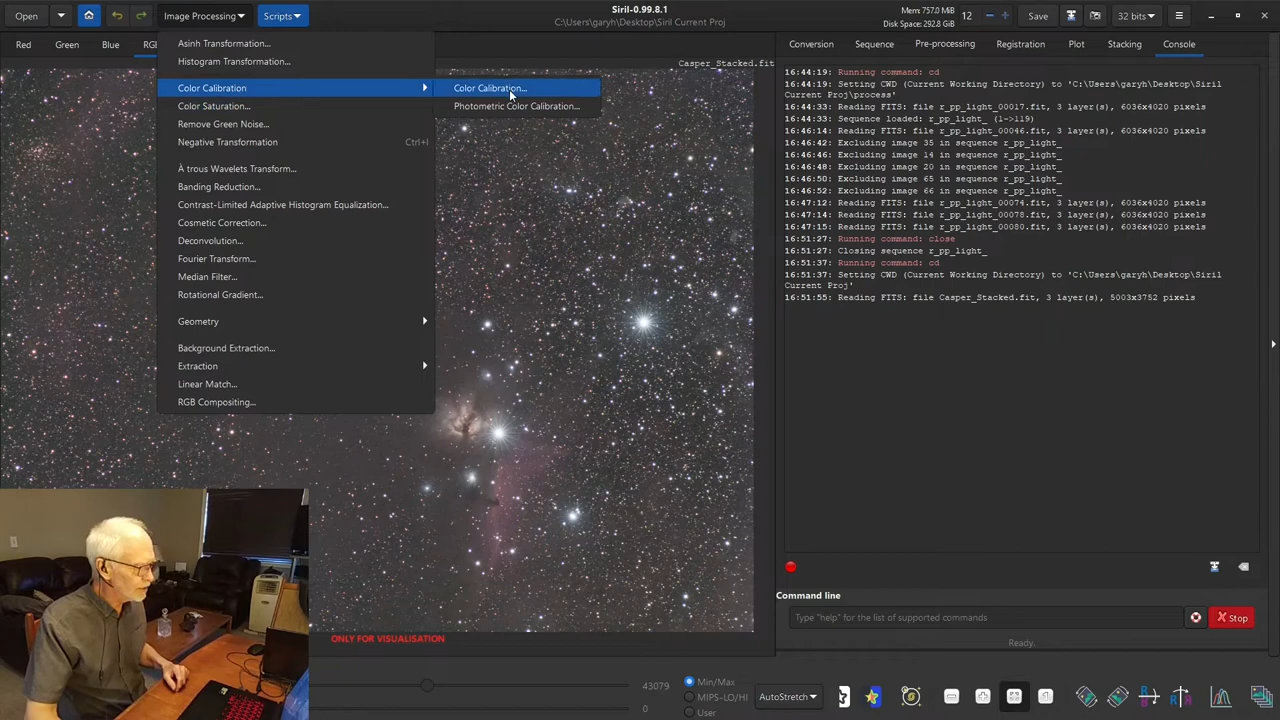 Open
Image Processing
Scripts
Siril-0.99.8.1
C:\Users\garyh\Desktop\Siril Current Proj
Mem: 757.0 MiB
Disk Space: 292.8 GiB
12
Save
32 bits
Red
Green
Blue
Casper_Stacked.fit
Asinh Transformation...
Histogram Transformation...
Color Calibration
Color Saturation...
Remove Green Noise...
Negative Transformation Ctrl+I
À trous Wavelets Transform...
Banding Reduction...
Contrast-Limited Adaptive Histogram Equalization...
Cosmetic Correction...
Deconvolution...
Fourier Transform...
Median Filter...
Rotational Gradient...
Geometry
Background Extraction...
Extraction
Linear Match...
RGB Compositing...
Color Calibration...
Photometric Color Calibration...
Conversion
Sequence
Pre-processing
Registration
Plot
Stacking
Console
16:44:19: Running command: cd
16:44:19: Setting CWD (Current Working Directory) to 'C:\Users\garyh\Desktop\Siril
Current Proj\process'
16:44:33: Reading FITS: file r_pp_light_00017.fit, 3 layer(s), 6036x4020 pixels
16:44:33: Sequence loaded: r_pp_light_ (1->119)
16:46:14: Reading FITS: file r_pp_light_00046.fit, 3 layer(s), 6036x4020 pixels
16:46:42: Excluding image 35 in sequence r_pp_light_
16:46:46: Excluding image 14 in sequence r_pp_light_
16:46:48: Excluding image 20 in sequence r_pp_light_
16:46:50: Excluding image 65 in sequence r_pp_light_
16:46:52: Excluding image 66 in sequence r_pp_light_
16:47:12: Reading FITS: file r_pp_light_00074.fit, 3 layer(s), 6036x4020 pixels
16:47:14: Reading FITS: file r_pp_light_00078.fit, 3 layer(s), 6036x4020 pixels
16:47:15: Reading FITS: file r_pp_light_00080.fit, 3 layer(s), 6036x4020 pixels
16:51:27: Running command: close
16:51:27: Closing sequence r_pp_light_
16:51:37: Running command: cd
16:51:37: Setting CWD (Current Working Directory) to 'C:\Users\garyh\Desktop\Siril
Current Proj'
16:51:55: Reading FITS: file Casper_Stacked.fit, 3 layer(s), 5003x3752 pixels
Command line
Type "help" for the list of supported commands
Stop
Ready.
ONLY FOR VISUALISATION
43079
0
Min/Max
MIPS-LO/HI
User
AutoStretch